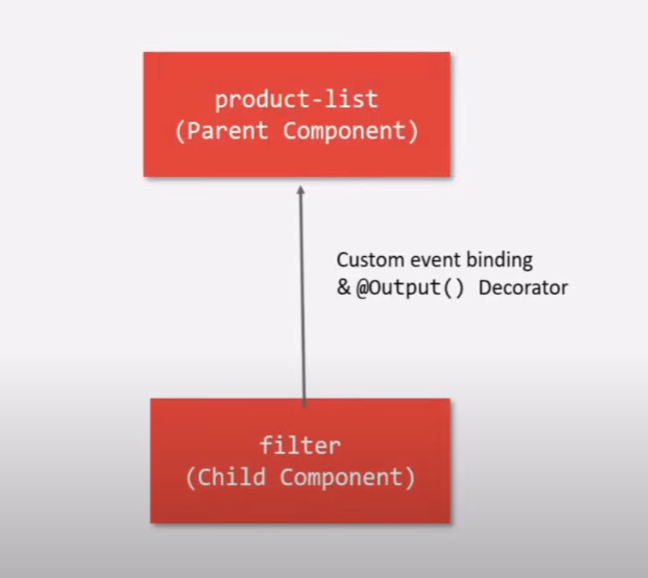 product-list
(Parent Component)
Custom event binding
& @Output() Decorator
filter
(Child Component)